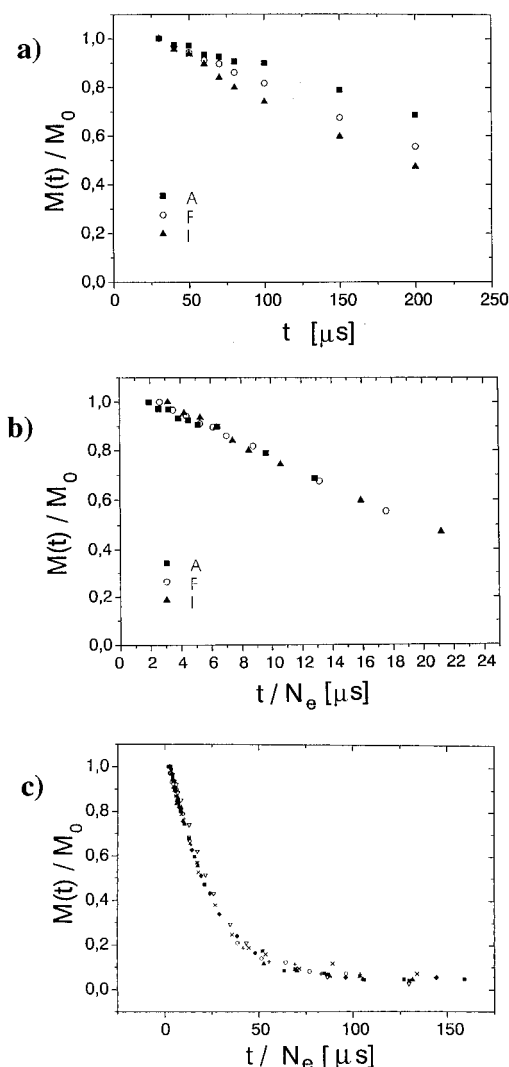 a)
M(t) / M₀
1,0
0,8
0,6
0,4
0,2
0,0
A
F
I
0 50 100 150 200 250
t [μs]
b)
M(t) / M₀
1,0
0,8
0,6
0,4
0,2
0,0
A
F
I
0 2 4 6 8 10 12 14 16 18 20 22 24
t / Nₑ [μs]
c)
M(t) / M₀
1,0
0,8
0,6
0,4
0,2
0,0
0 50 100 150
t / Nₑ [μs]